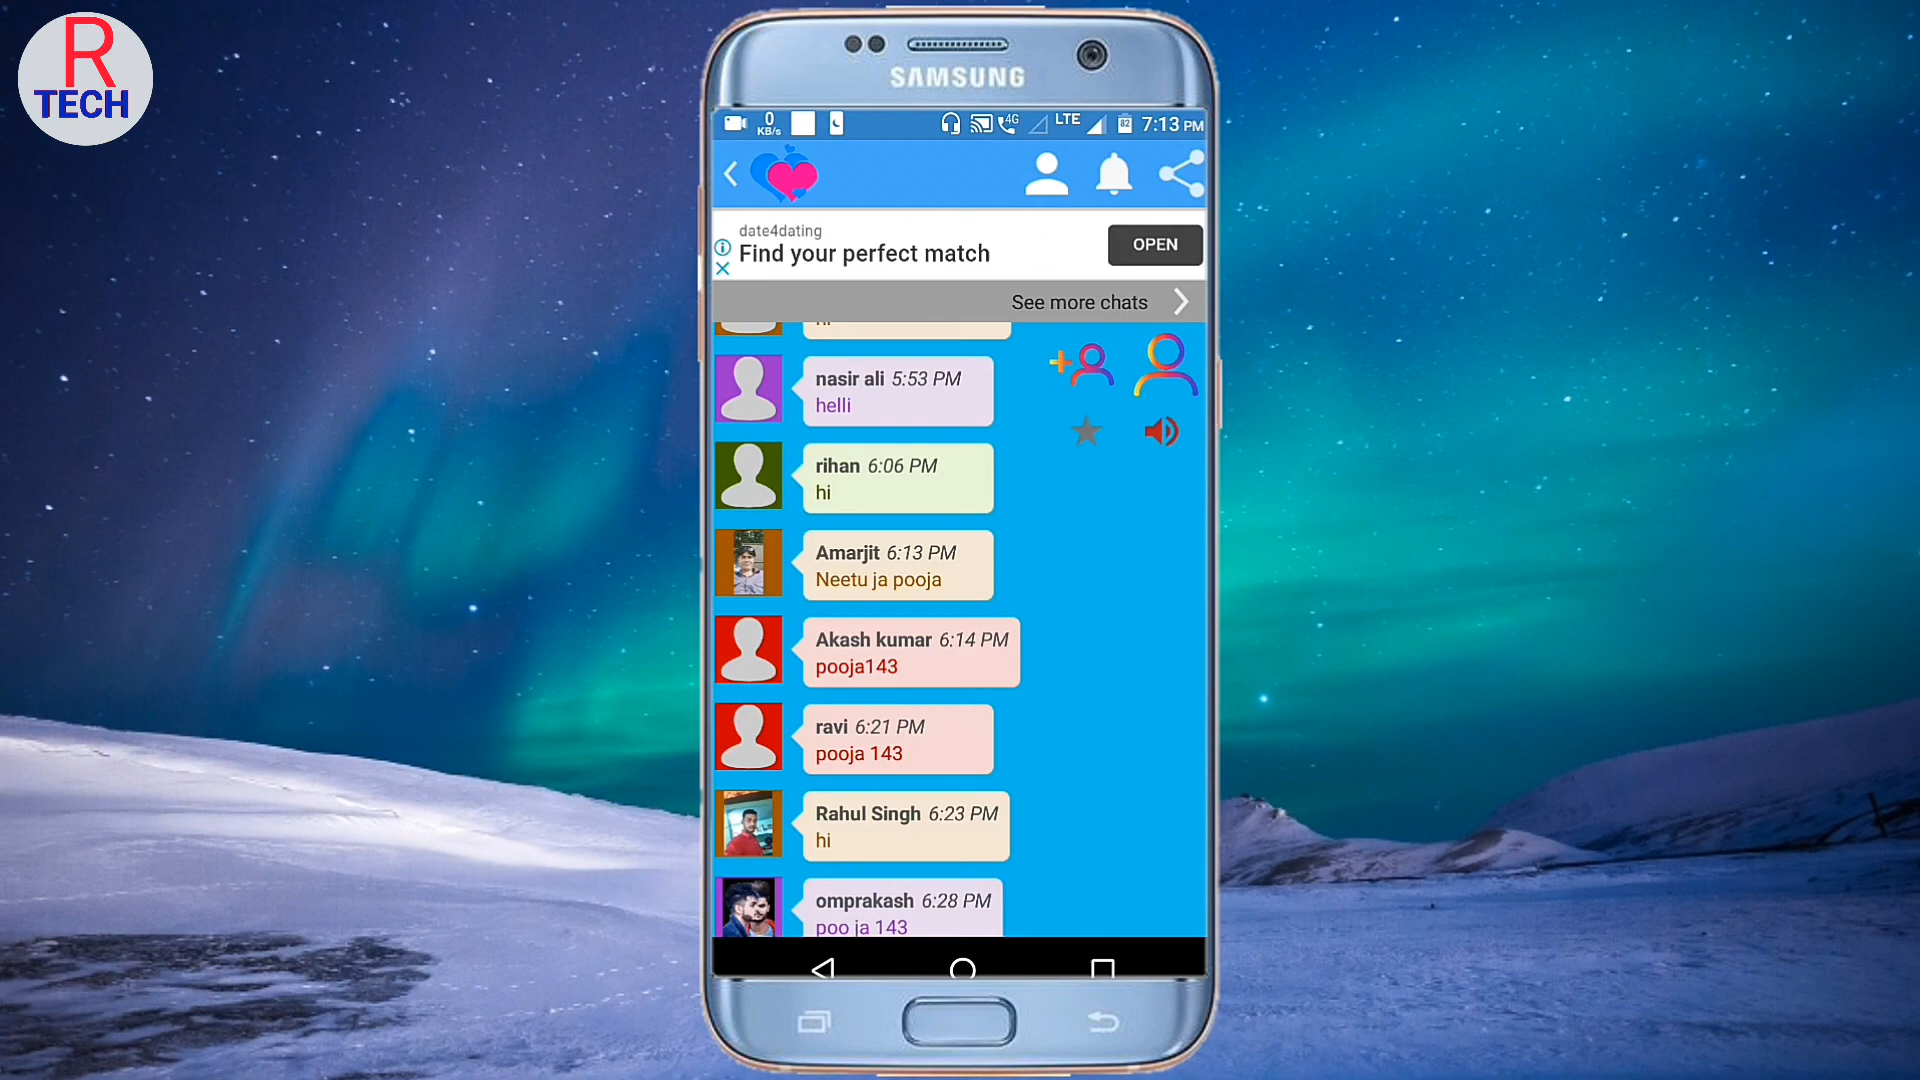 R
TECH
SAMSUNG
0
KB/s
4G
LTE
82
7:13 PM
date4dating
Find your perfect match
OPEN
See more chats
nasir ali 5:53 PM
helli
rihan 6:06 PM
hi
Amarjit 6:13 PM
Neetu ja pooja
Akash kumar 6:14 PM
pooja143
ravi 6:21 PM
pooja 143
Rahul Singh 6:23 PM
hi
omprakash 6:28 PM
poo ja 143